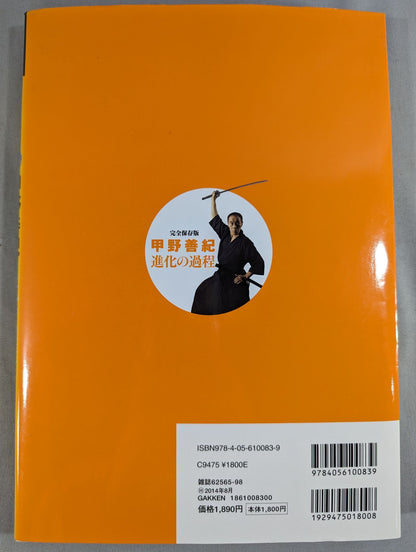 完全保存版
甲野善紀
進化の過程
ISBN978-4-05-610083-9
C9475 ¥1800E
雑誌62565-98
Ⓗ2014年8月
GAKKEN 1861008300
価格1,890円 本体1,800円
9784056100839
1929475018008